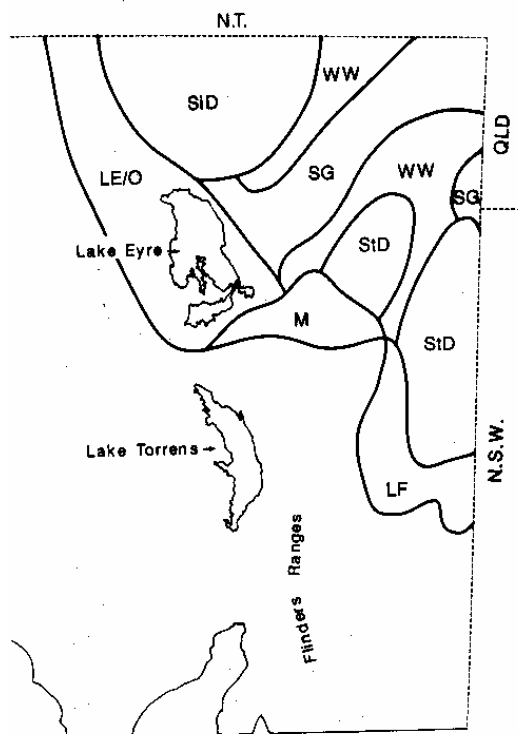 N.T.
WW
SID
QLD
SG
WW
LE/O
SG
StD
Lake Eyre
M
StD
Lake Torrens
N.S.W.
LF
Flinders Ranges